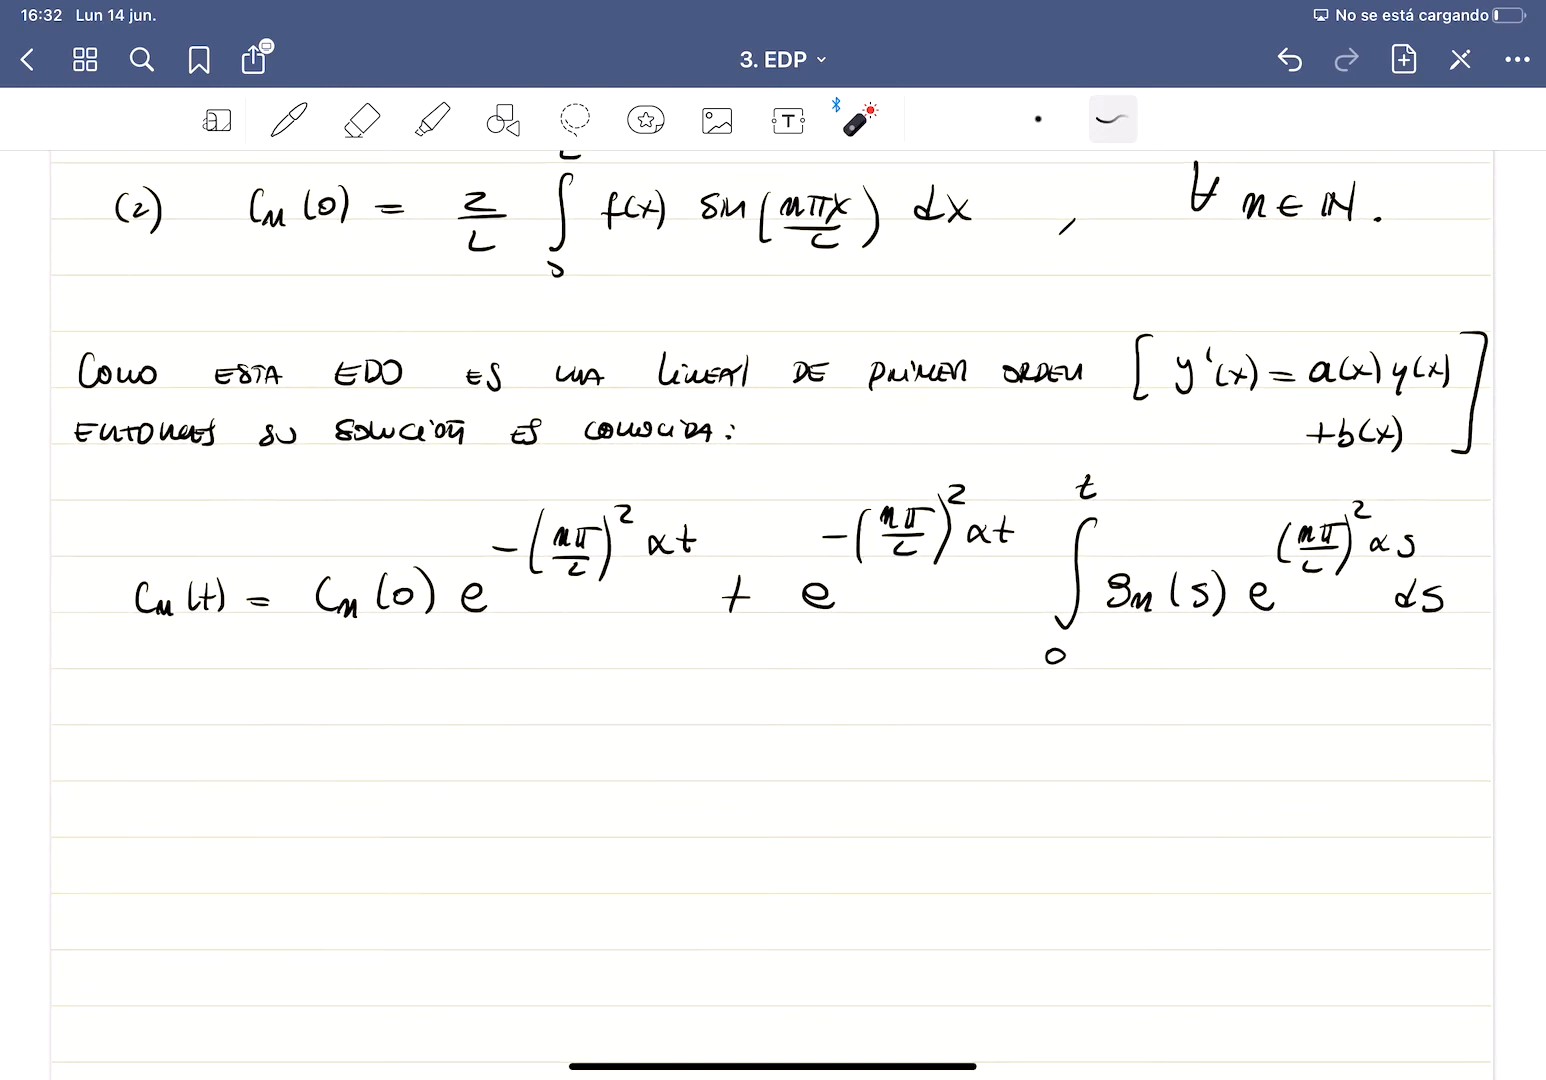 16:32 Lun 14 jun. No se está cargando
3. EDP
T
(2) Cn(0) = 2/L ∫₀ᴸ f(x) sin(nπx/L) dx , ∀ n ∈ ℕ.
COMO ESTA EDO ES UNA LINEAL DE PRIMER ORDEN [ y'(x) = a(x) y(x)
ENTONCES SU SOLUCIÓN ES CONOCIDA: +b(x) ]
Cn(t) = Cn(0) e^(-(nπ/L)² αt) + e^(-(nπ/L)² αt) ∫₀ᵗ gn(s) e^((nπ/L)² αs) ds